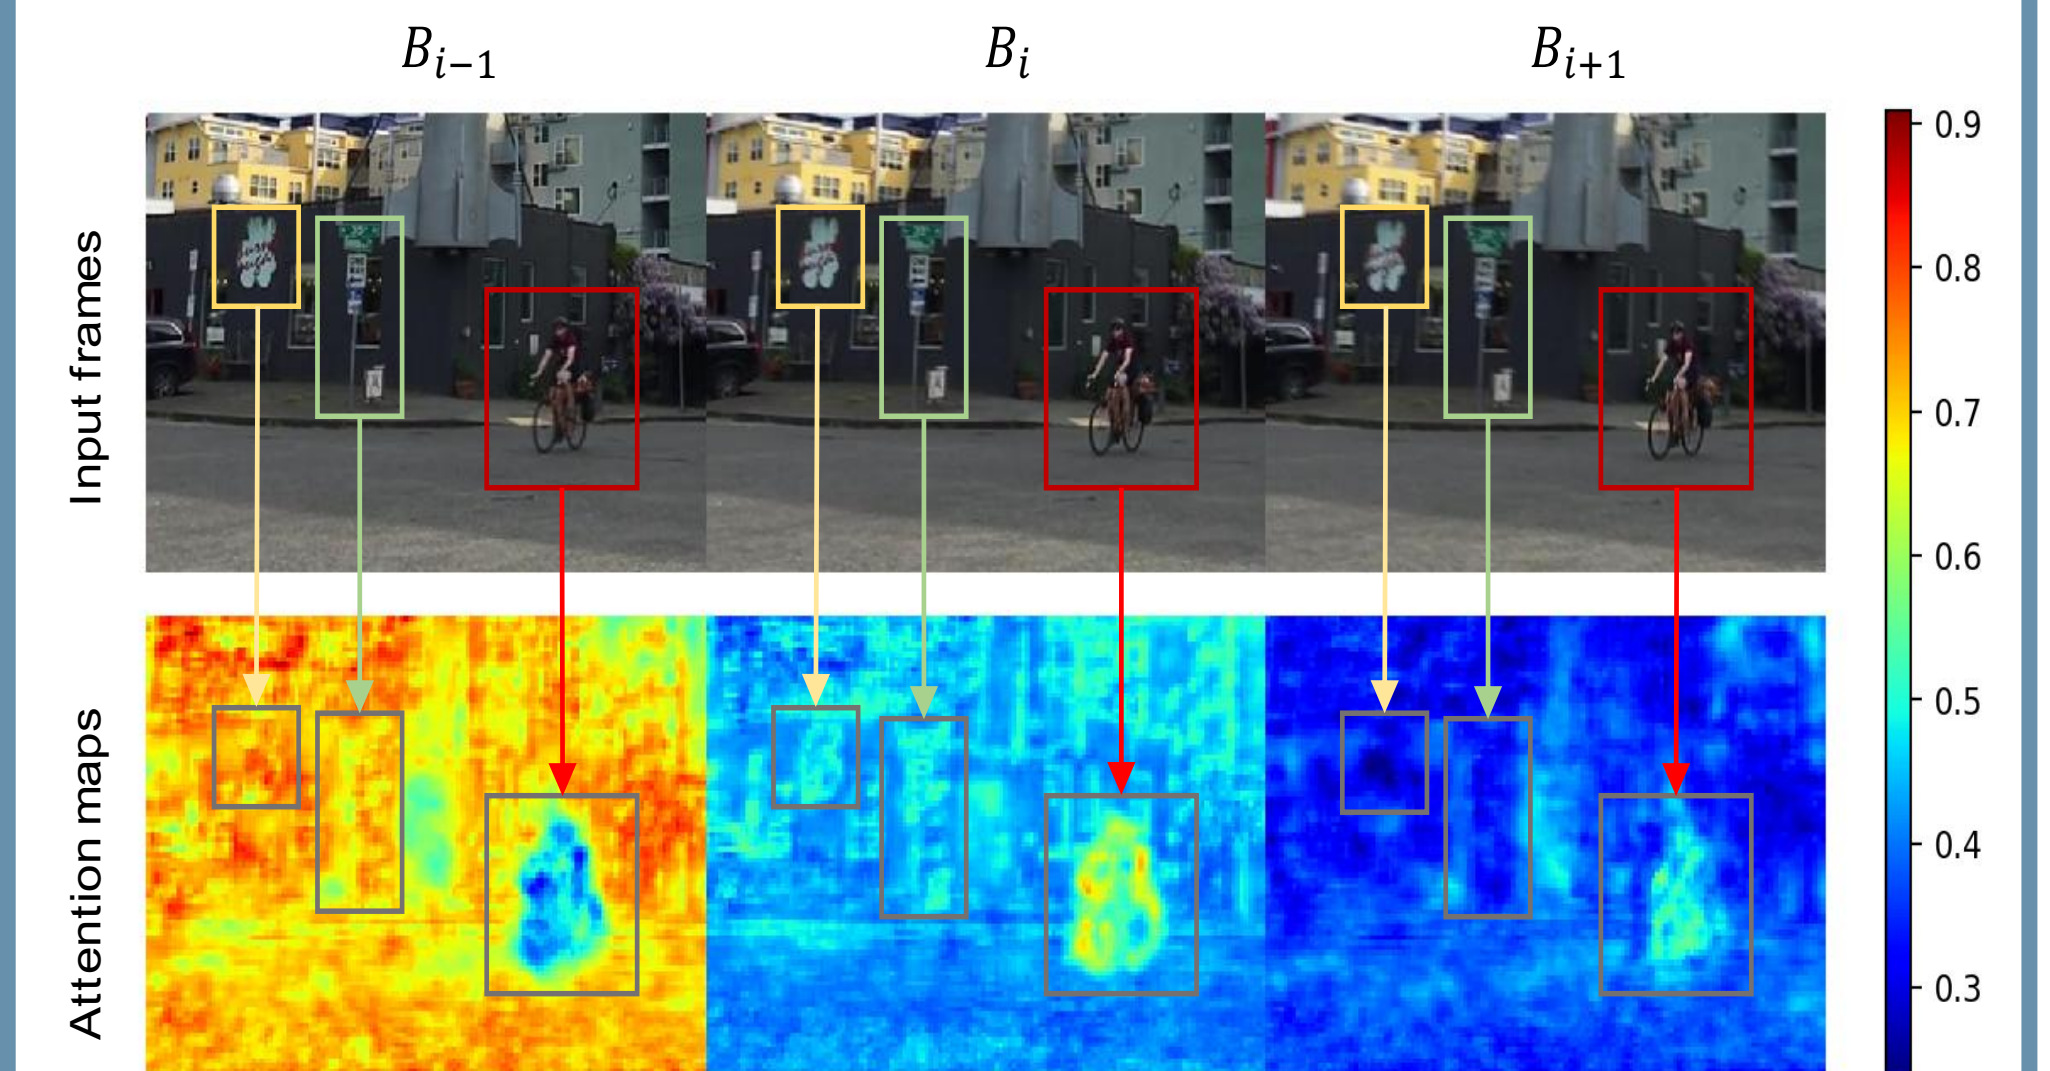 B_{i-1} B_i B_{i+1}
Input frames
Attention maps
0.9
0.8
0.7
0.6
0.5
0.4
0.3